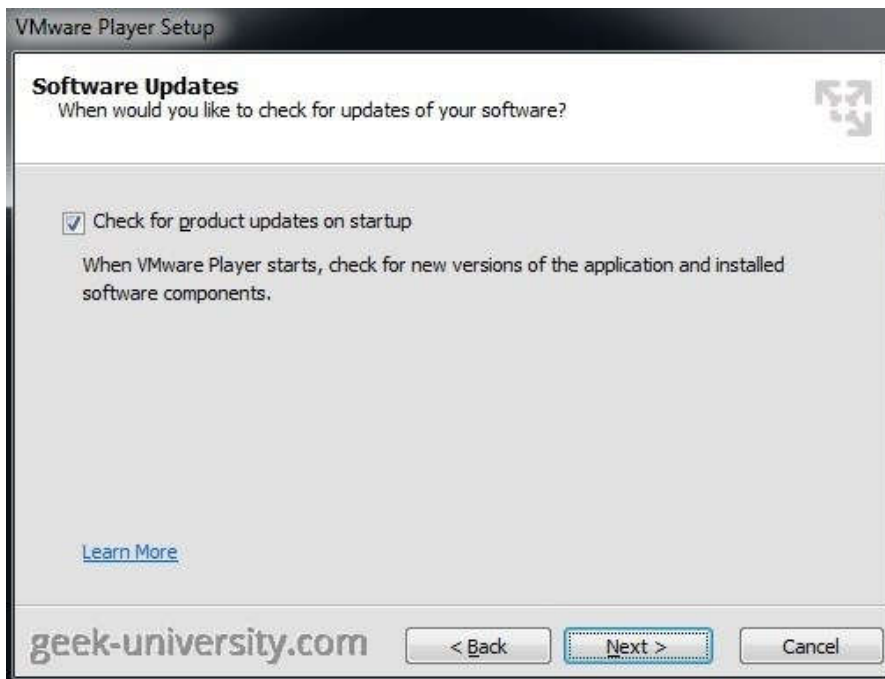 VMware Player Setup
Software Updates
When would you like to check for updates of your software?
Check for product updates on startup
When VMware Player starts, check for new versions of the application and installed
software components.
Learn More
geek-university.com
< Back
Next >
Cancel